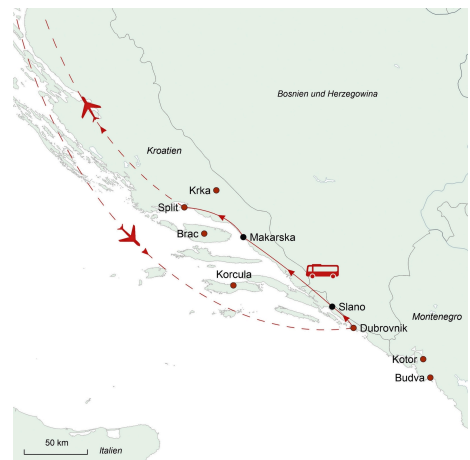 Bosnien und Herzegowina
Kroatien
Krka
Split
Brac
Makarska
Korcula
Slano
Dubrovnik
Montenegro
Kotor
Budva
50 km
Italien